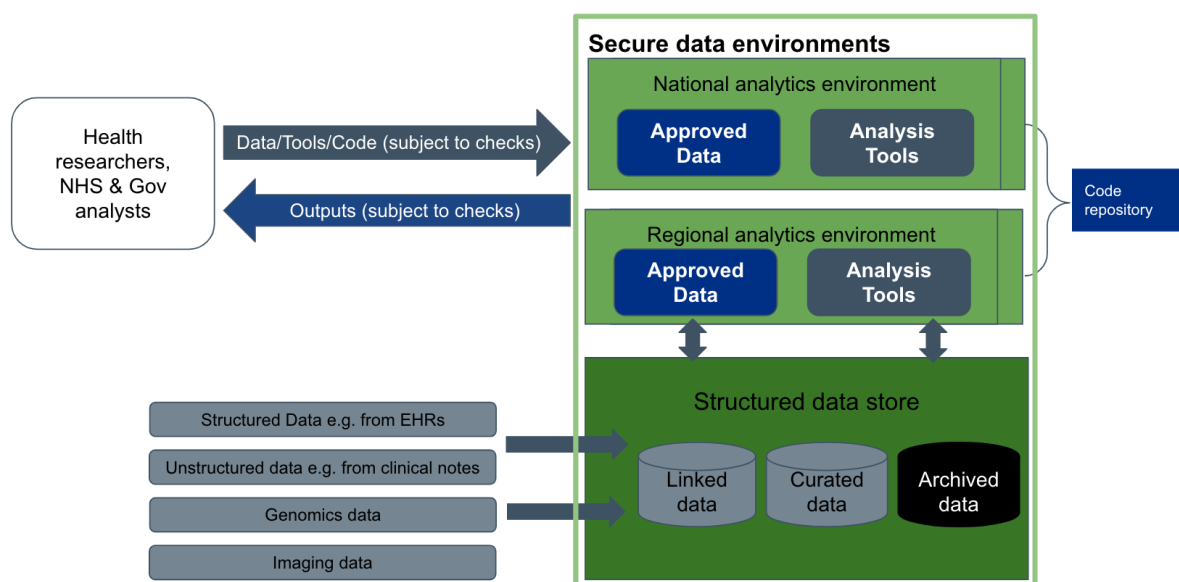 Secure data environments
National analytics environment
Approved
Data
Analysis
Tools
Health
researchers,
NHS & Gov
analysts
Data/Tools/Code (subject to checks)
Outputs (subject to checks)
Code
repository
Regional analytics environment
Approved
Data
Analysis
Tools
Structured data store
Structured Data e.g. from EHRs
Unstructured data e.g. from clinical notes
Genomics data
Imaging data
Linked
data
Curated
data
Archived
data